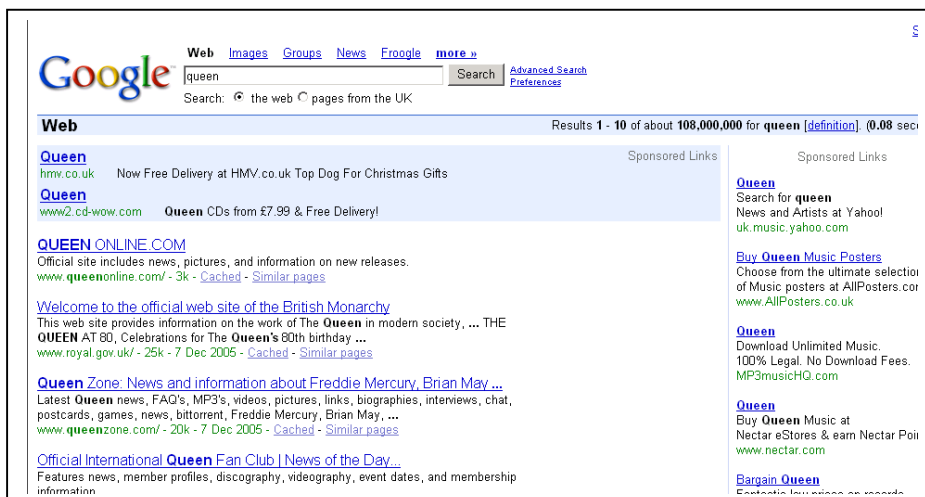 S
Web Images Groups News Froogle more »
Google™
queen Search Advanced Search
Preferences
Search: the web pages from the UK
Web Results 1 - 10 of about 108,000,000 for queen [definition]. (0.08 sec
Queen Sponsored Links
hmv.co.uk Now Free Delivery at HMV.co.uk Top Dog For Christmas Gifts
Queen
www2.cd-wow.com Queen CDs from £7.99 & Free Delivery!
QUEEN ONLINE.COM
Official site includes news, pictures, and information on new releases.
www.queenonline.com/ - 3k - Cached - Similar pages
Welcome to the official web site of the British Monarchy
This web site provides information on the work of The Queen in modern society, ... THE
QUEEN AT 80, Celebrations for The Queen's 80th birthday ...
www.royal.gov.uk/ - 25k - 7 Dec 2005 - Cached - Similar pages
Queen Zone: News and information about Freddie Mercury, Brian May ...
Latest Queen news, FAQ's, MP3's, videos, pictures, links, biographies, interviews, chat,
postcards, games, news, bittorrent, Freddie Mercury, Brian May, ...
www.queenzone.com/ - 20k - 7 Dec 2005 - Cached - Similar pages
Official International Queen Fan Club | News of the Day...
Features news, member profiles, discography, videography, event dates, and membership
information
Sponsored Links
Queen
Search for queen
News and Artists at Yahoo!
uk.music.yahoo.com
Buy Queen Music Posters
Choose from the ultimate selection
of Music posters at AllPosters.cor
www.AllPosters.co.uk
Queen
Download Unlimited Music.
100% Legal. No Download Fees.
MP3musicHQ.com
Queen
Buy Queen Music at
Nectar eStores & earn Nectar Poi
www.nectar.com
Bargain Queen
Fantastic low prices on records